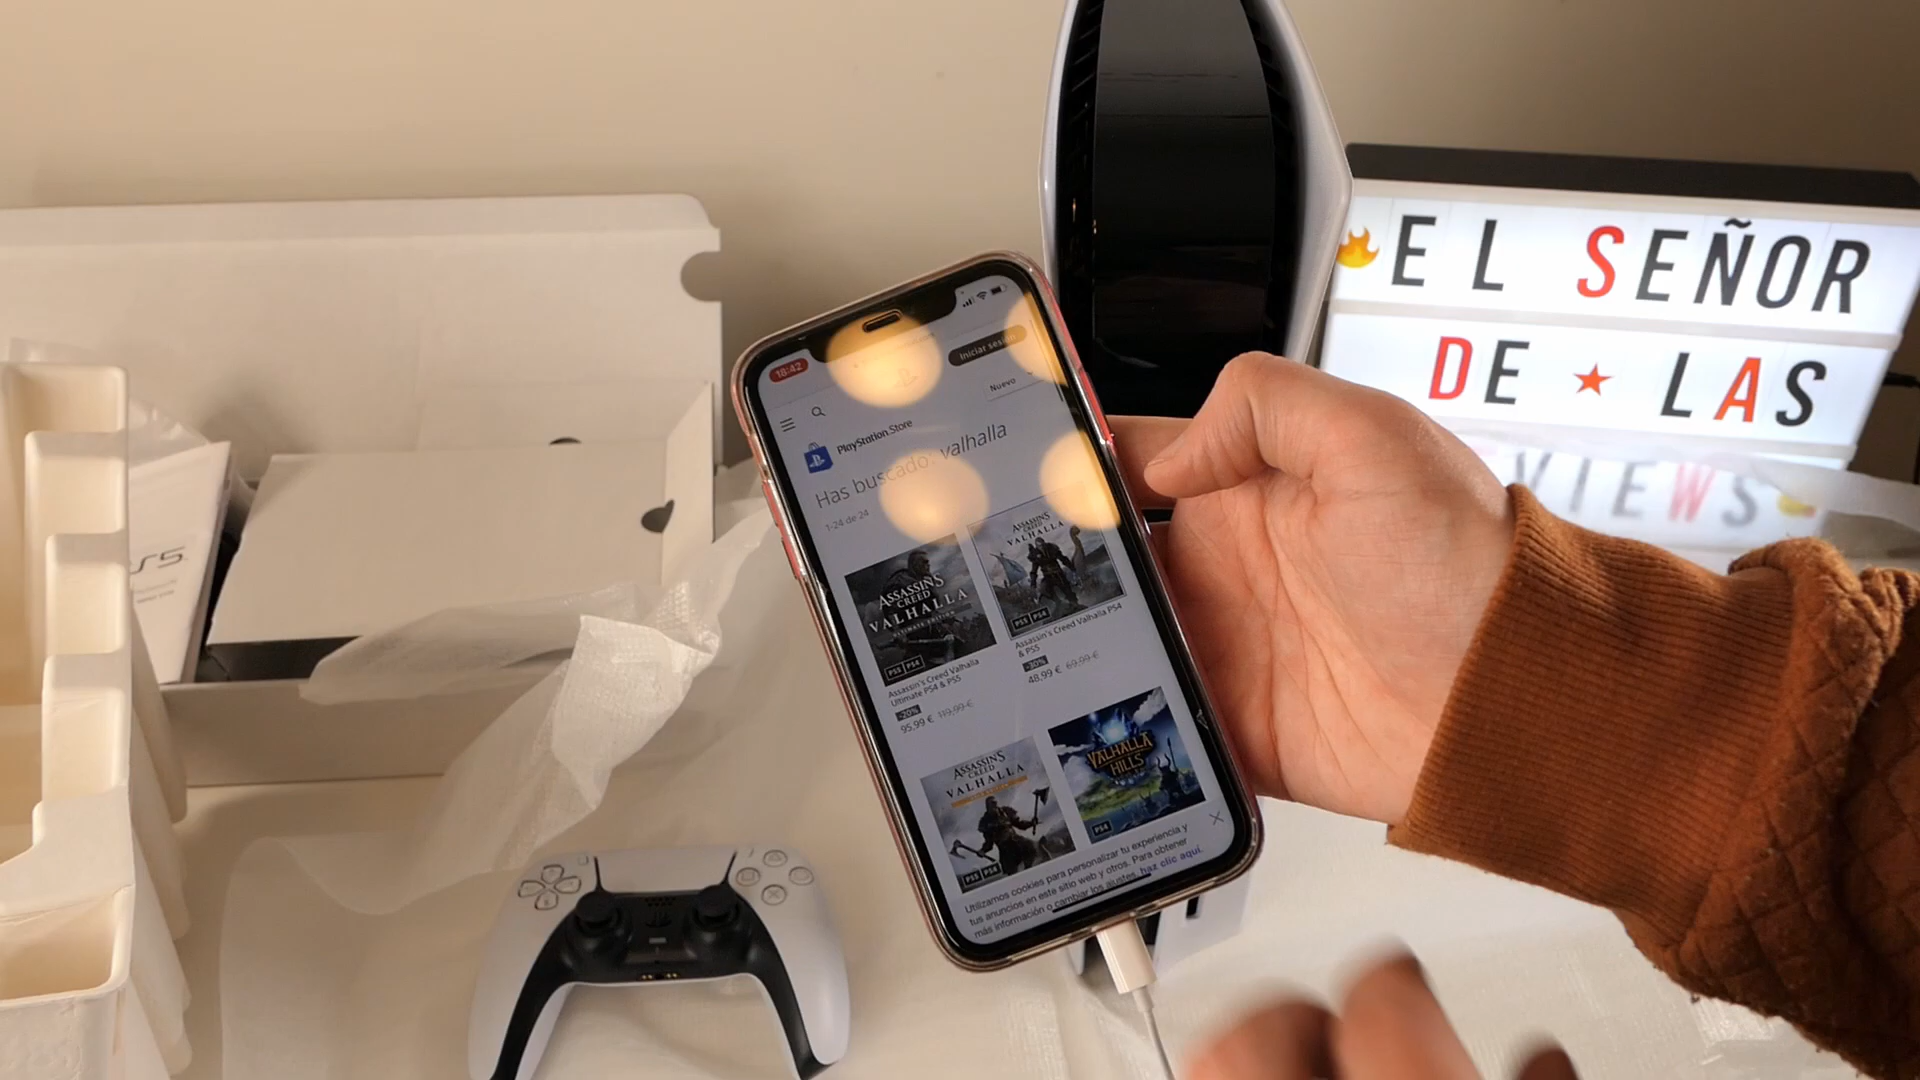 EL SEÑOR
DE ★ LAS
VIEWS
18:42
Iniciar sesión
Nuevo
PlayStation.Store
Has buscado: valhalla
1-24 de 24
ASSASSIN'S
CREED
VALHALLA
ULTIMATE EDITION
PS5 PS4
Assassin's Creed Valhalla
Ultimate PS4 & PS5
-20%
95,99 € 119,99 €
ASSASSIN'S
CREED
VALHALLA
PS5 PS4
Assassin's Creed Valhalla PS4
& PS5
-30%
48,99 € 69,99 €
ASSASSIN'S
CREED
VALHALLA
PS5 PS4
VALHALLA
HILLS
PS4
Utilizamos cookies para personalizar tu experiencia y
tus anuncios en este sitio web y otros. Para obtener
más información o cambiar los ajustes, haz clic aquí.